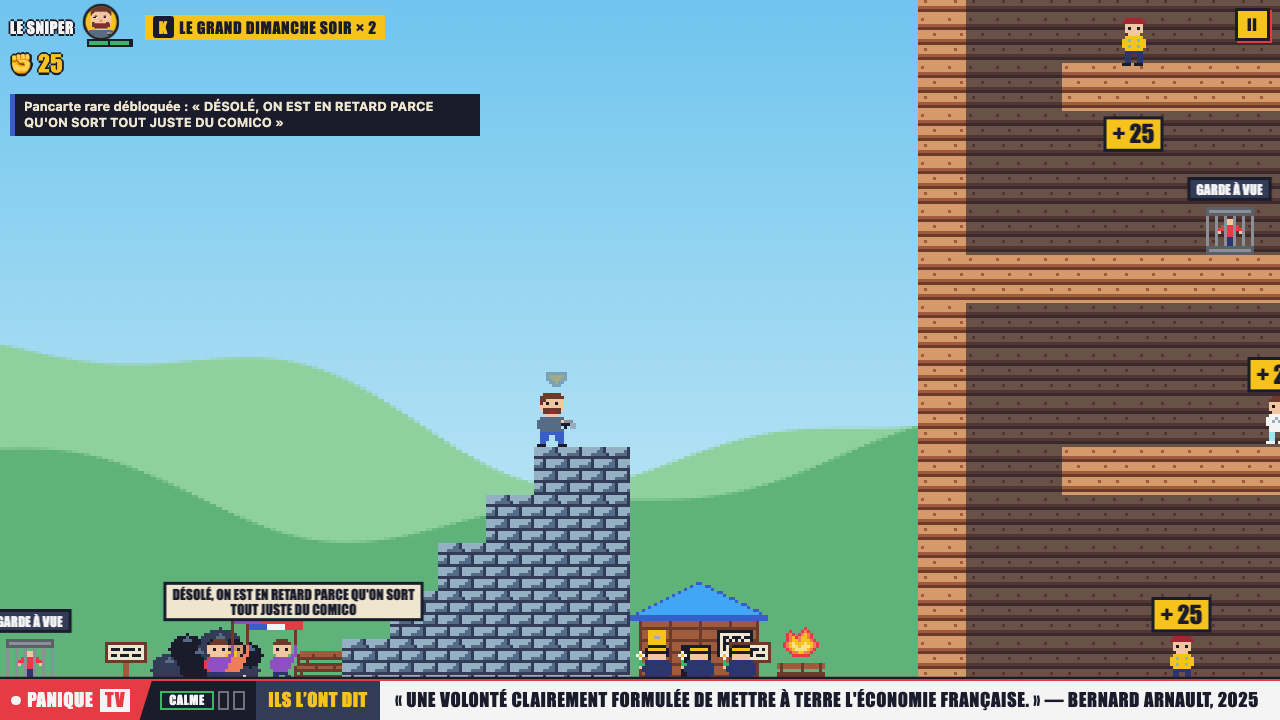 LE SNIPER
K LE GRAND DIMANCHE SOIR × 2
25
Pancarte rare débloquée : « DÉSOLÉ, ON EST EN RETARD PARCE
QU'ON SORT TOUT JUSTE DU COMICO »
+ 25
GARDE À VUE
+ 2
+ 25
DÉSOLÉ, ON EST EN RETARD PARCE QU'ON SORT
TOUT JUSTE DU COMICO
GARDE À VUE
PANIQUE TV
CALME
ILS L'ONT DIT
« UNE VOLONTÉ CLAIREMENT FORMULÉE DE METTRE À TERRE L'ÉCONOMIE FRANÇAISE. » — BERNARD ARNAULT, 2025